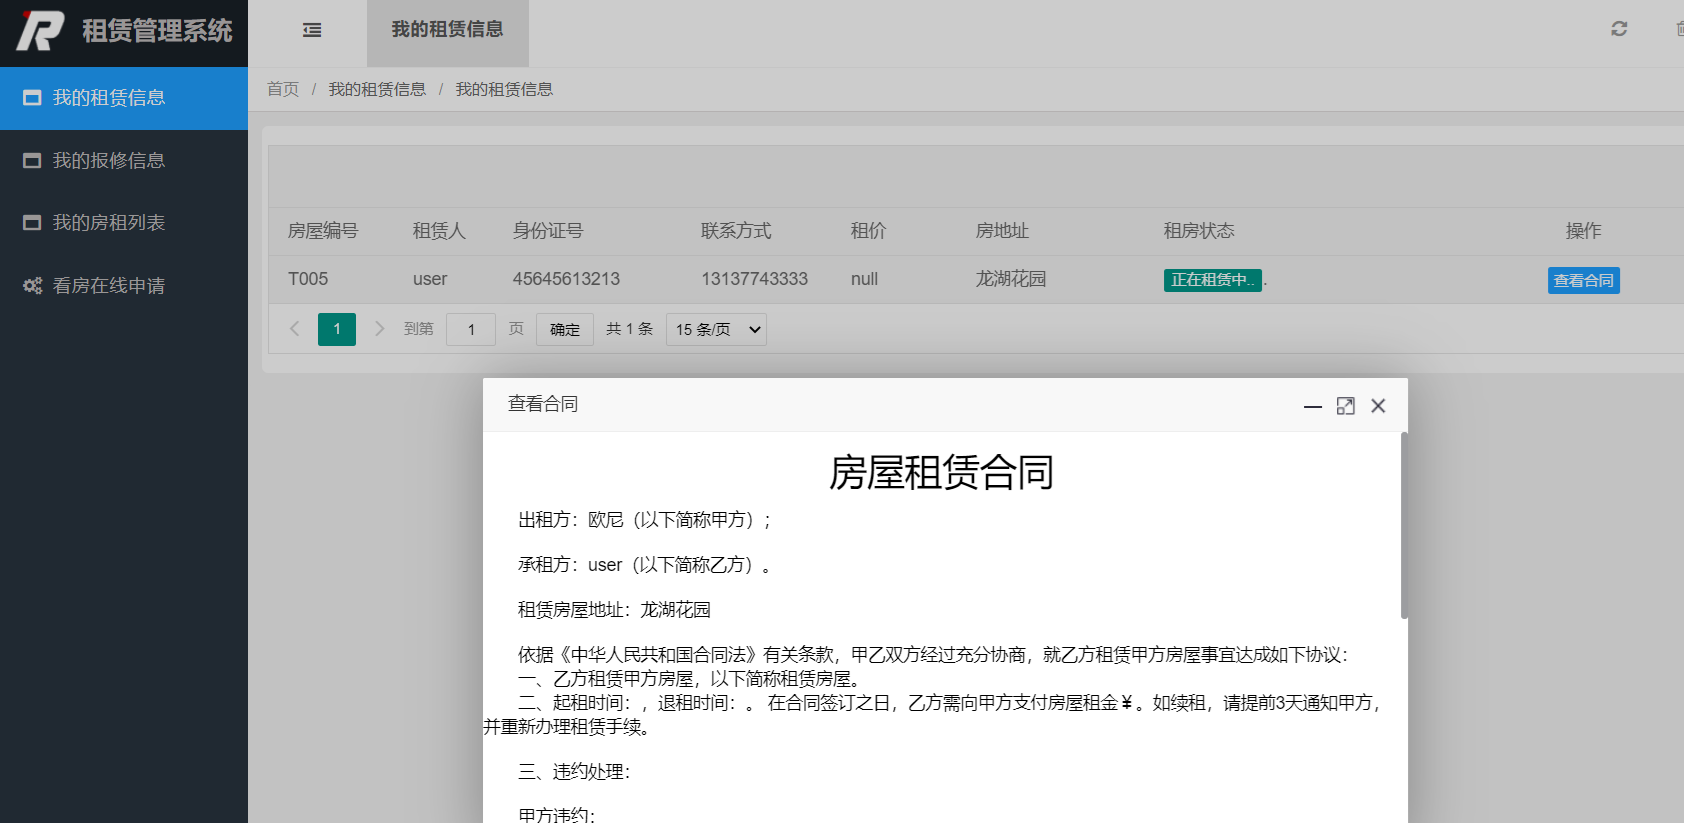 R 租赁管理系统
我的租赁信息
首页 / 我的租赁信息 / 我的租赁信息
我的租赁信息
我的报修信息
我的房租列表
看房在线申请
房屋编号 租赁人 身份证号 联系方式 租价 房地址 租房状态 操作
T005 user 45645613213 13137743333 null 龙湖花园 正在租赁中... 查看合同
1 到第 1 页 确定 共 1 条 15 条/页
查看合同
房屋租赁合同
出租方：欧尼（以下简称甲方）；
承租方：user（以下简称乙方）。
租赁房屋地址：龙湖花园
依据《中华人民共和国合同法》有关条款，甲乙双方经过充分协商，就乙方租赁甲方房屋事宜达成如下协议：
一、乙方租赁甲方房屋，以下简称租赁房屋。
二、起租时间：，退租时间：。 在合同签订之日，乙方需向甲方支付房屋租金¥。如续租，请提前3天通知甲方，
并重新办理租赁手续。
三、违约处理：
甲方违约：